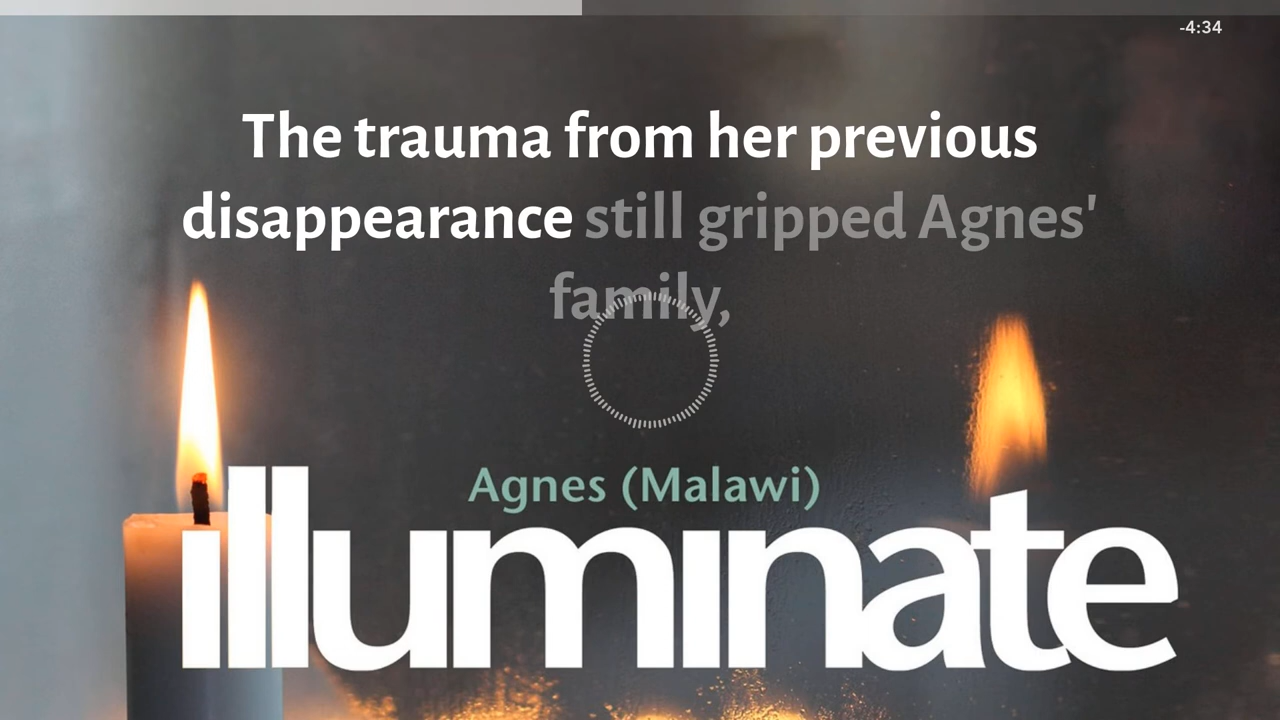 -4:34
The trauma from her previous
disappearance still gripped Agnes'
family,
Agnes (Malawi)
illuminate